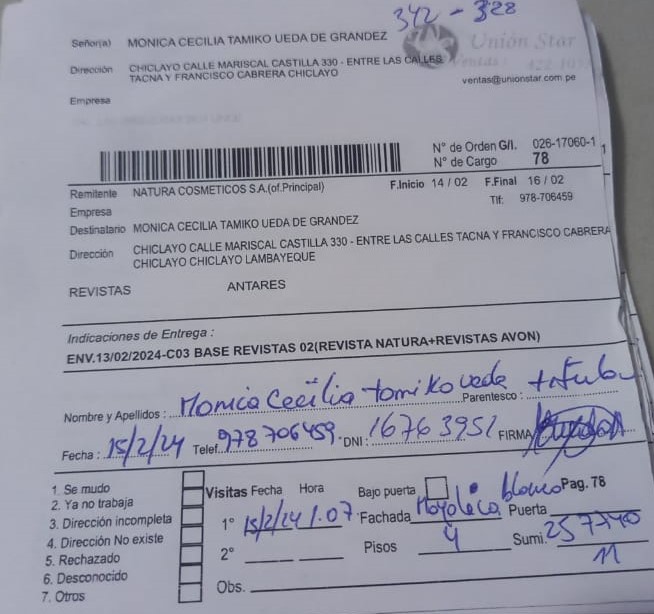 342 - 328
Señor(a) MONICA CECILIA TAMIKO UEDA DE GRANDEZ
Unión Star
Dirección CHICLAYO CALLE MARISCAL CASTILLA 330 - ENTRE LAS CALLES
TACNA Y FRANCISCO CABRERA CHICLAYO
ventas@unionstar.com.pe
Empresa
N° de Orden G/I. 026-17060-1
N° de Cargo 78
Remitente NATURA COSMETICOS S.A.(of.Principal) F.Inicio 14 / 02 F.Final 16 / 02
Empresa Tlf: 978-706459
Destinatario MONICA CECILIA TAMIKO UEDA DE GRANDEZ
Dirección CHICLAYO CALLE MARISCAL CASTILLA 330 - ENTRE LAS CALLES TACNA Y FRANCISCO CABRERA
CHICLAYO CHICLAYO LAMBAYEQUE
REVISTAS ANTARES
Indicaciones de Entrega :
ENV.13/02/2024-C03 BASE REVISTAS 02(REVISTA NATURA+REVISTAS AVON)
Nombre y Apellidos : Monica Cecilia tamiko ueda Parentesco :
Fecha : 15/2/24 Telef. 978706459 DNI : 16763951 FIRMA
1. Se mudo
2. Ya no trabaja
3. Dirección incompleta
4. Dirección No existe
5. Rechazado
6. Desconocido
7. Otros
Visitas Fecha Hora Bajo puerta blanco Pag. 78
1° 15/2/24 1.07 Fachada Mayolica Puerta
2° Pisos 4 Sumi. 257740
11
Obs.